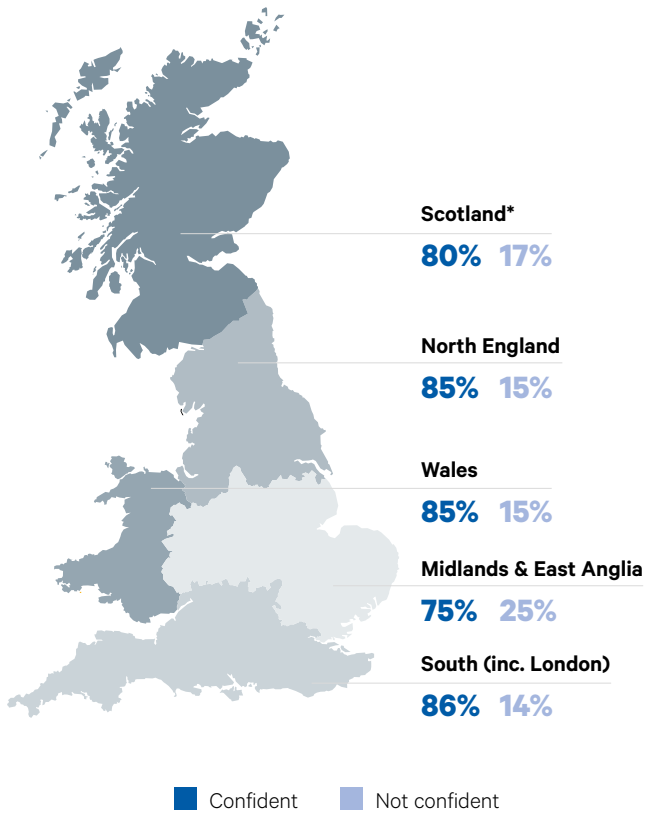 Scotland*
80% 17%
North England
85% 15%
Wales
85% 15%
Midlands & East Anglia
75% 25%
South (inc. London)
86% 14%
Confident Not confident